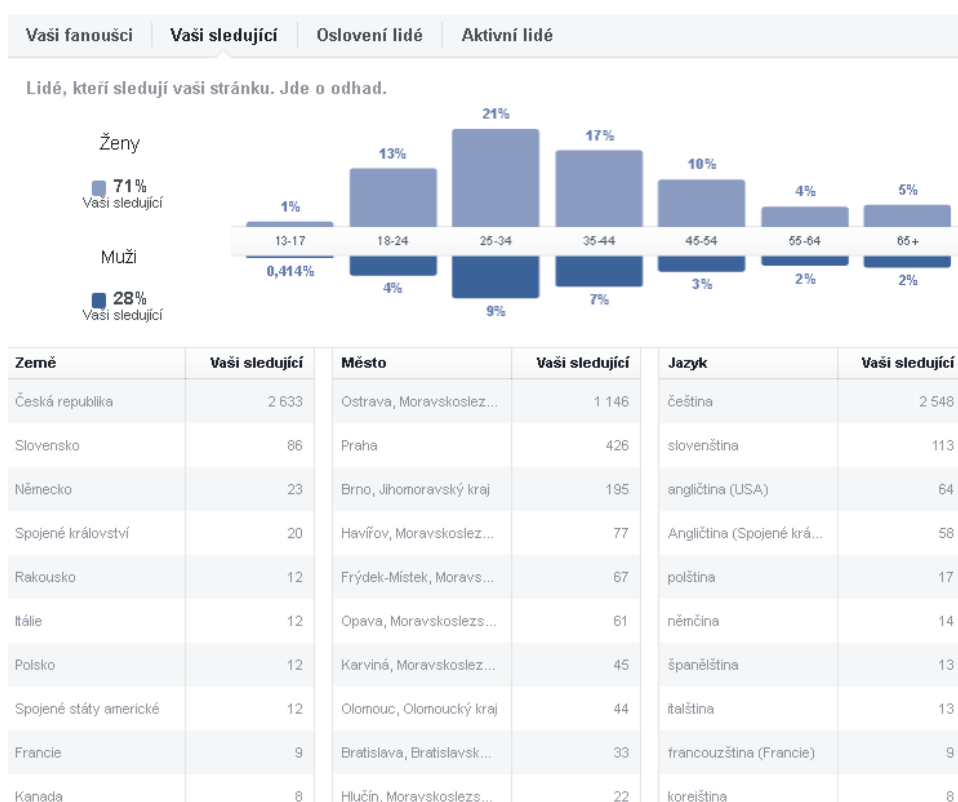 Vaši fanoušci Vaši sledující Oslovení lidé Aktivní lidé
Lidé, kteří sledují vaši stránku. Jde o odhad.
Ženy
71%
Vaši sledující
1% 13% 21% 17% 10% 4% 5%
13-17 18-24 25-34 35-44 45-54 55-64 65+
0,414% 4% 9% 7% 3% 2% 2%
Muži
28%
Vaši sledující
Země Vaši sledující Město Vaši sledující Jazyk Vaši sledující
Česká republika 2 633 Ostrava, Moravskoslez... 1 146 čeština 2 548
Slovensko 86 Praha 426 slovenština 113
Německo 23 Brno, Jihomoravský kraj 195 angličtina (USA) 64
Spojené království 20 Havířov, Moravskoslez... 77 Angličtina (Spojené krá... 58
Rakousko 12 Frýdek-Místek, Moravs... 67 polština 17
Itálie 12 Opava, Moravskoslezs... 61 němčina 14
Polsko 12 Karviná, Moravskoslez... 45 španělština 13
Spojené státy americké 12 Olomouc, Olomoucký kraj 44 italština 13
Francie 9 Bratislava, Bratislavsk... 33 francouzština (Francie) 9
Kanada 8 Hlučín, Moravskoslezs... 22 korejština 8